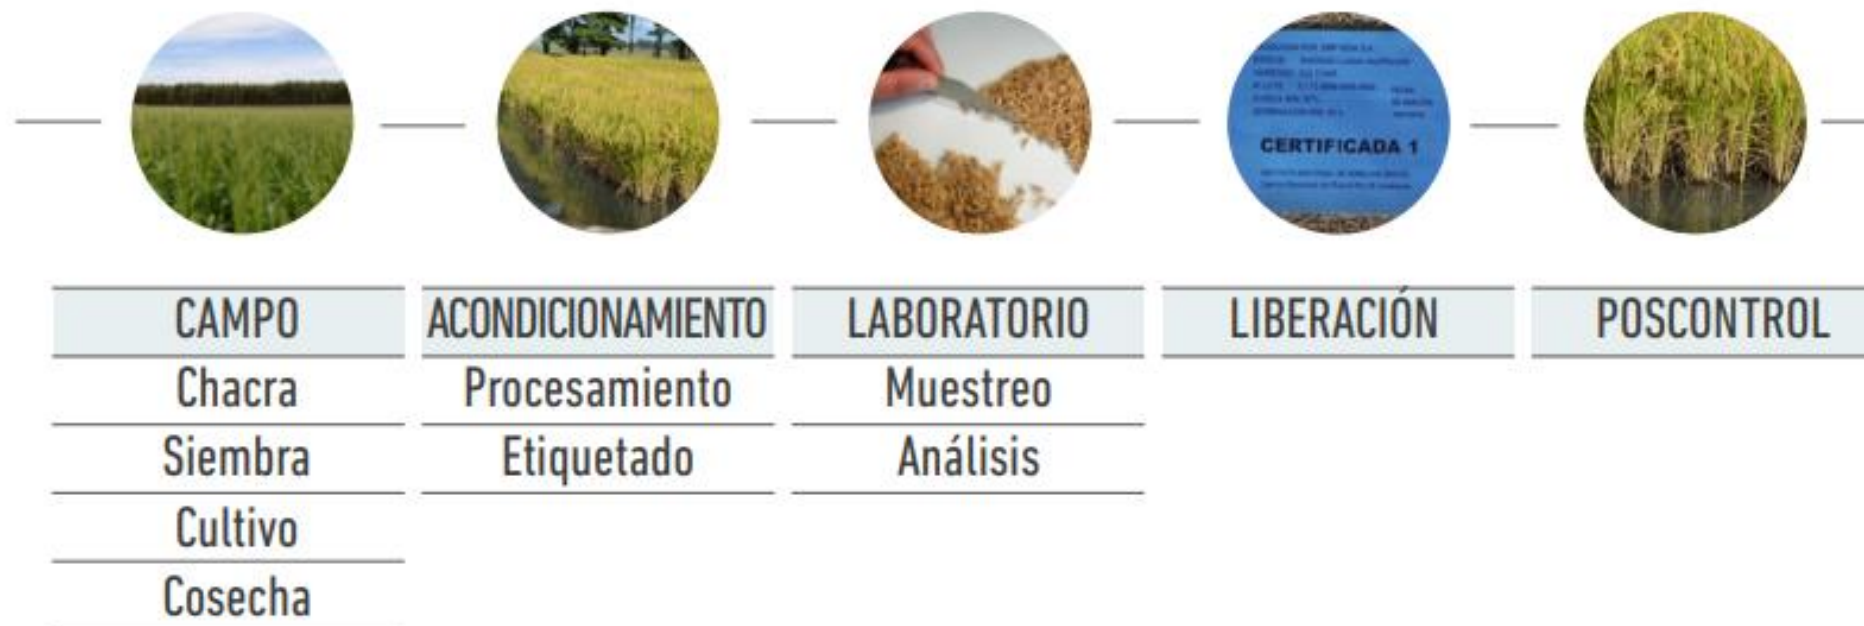 CERTIFICADA 1
CAMPO
Chacra
Siembra
Cultivo
Cosecha
ACONDICIONAMIENTO
Procesamiento
Etiquetado
LABORATORIO
Muestreo
Análisis
LIBERACIÓN
POSCONTROL